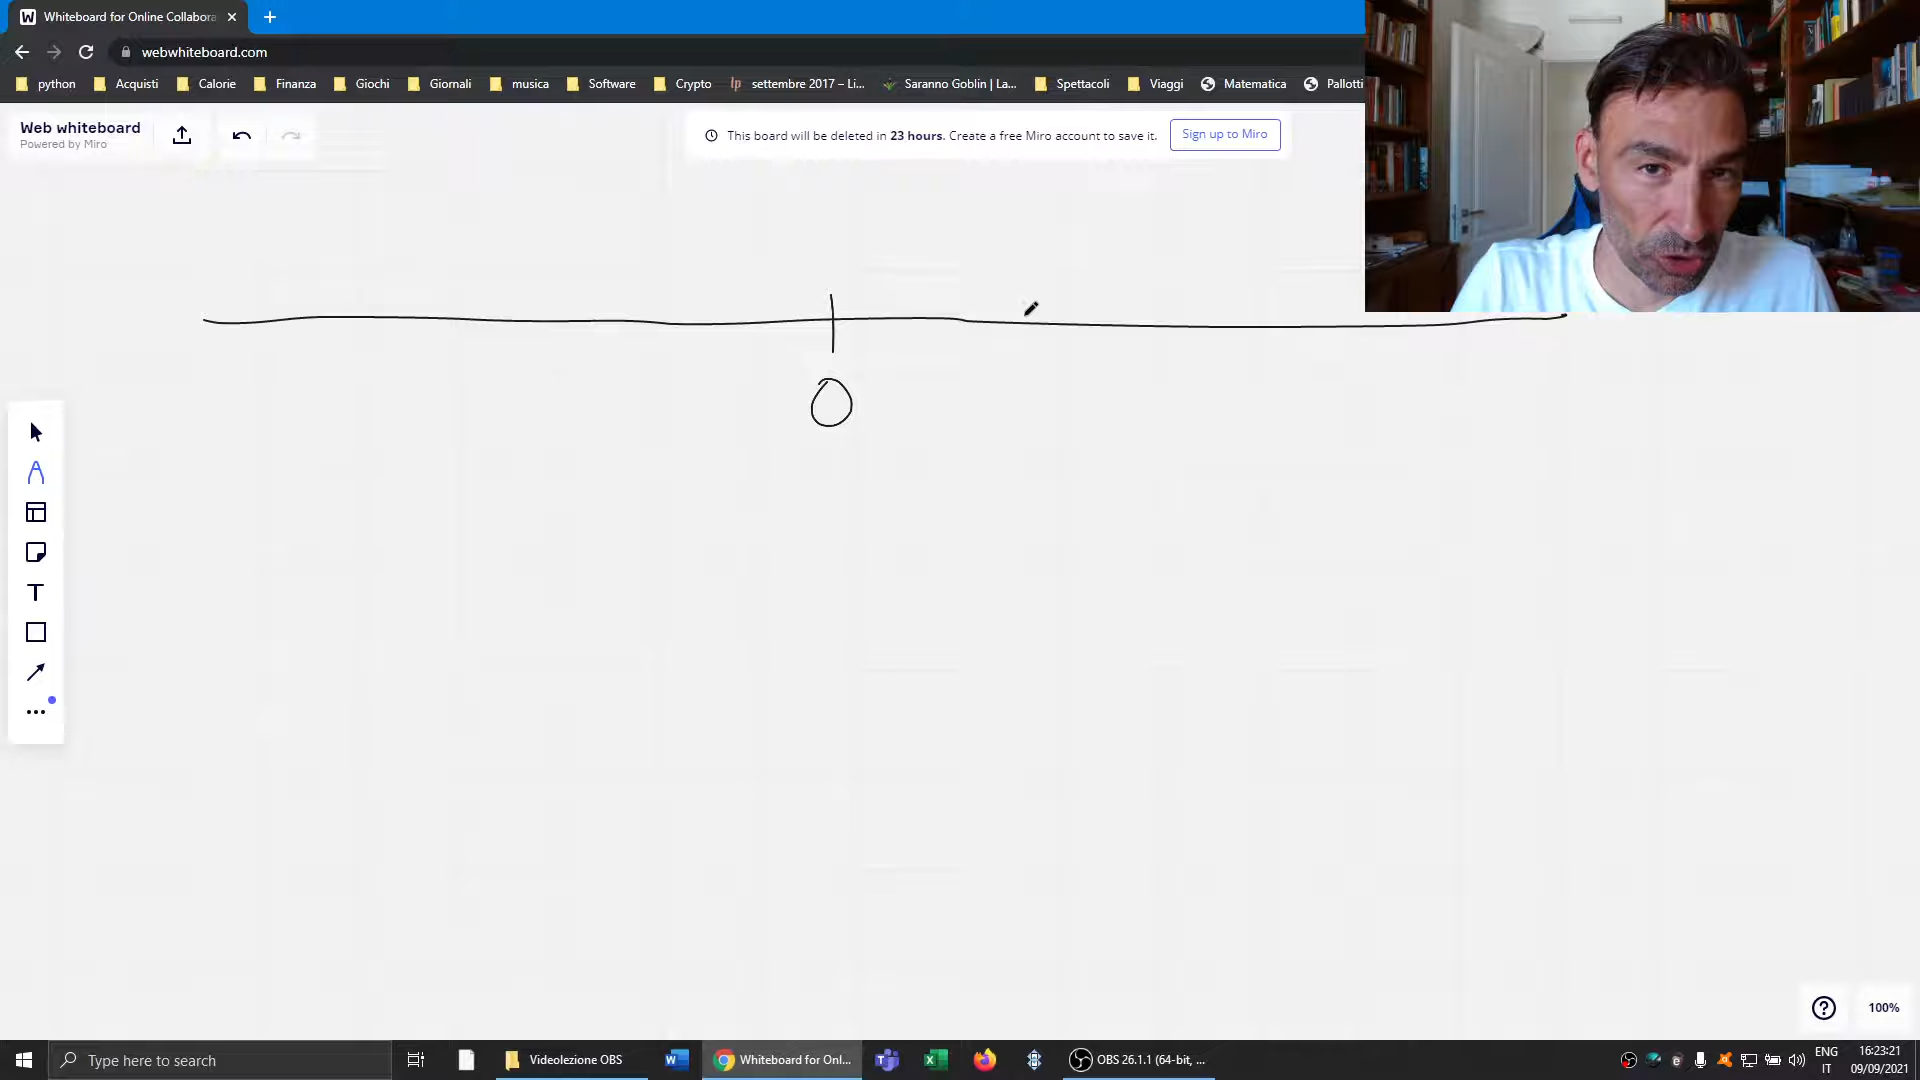 Whiteboard for Online Collabora
webwhiteboard.com
python Acquisti Calorie Finanza Giochi Giornali musica Software Crypto settembre 2017 – Li... Saranno Goblin | La... Spettacoli Viaggi Matematica Pallotti
Web whiteboard
Powered by Miro
This board will be deleted in 23 hours. Create a free Miro account to save it. Sign up to Miro
0
T
100%
Type here to search Videolezione OBS Whiteboard for Onl... OBS 26.1.1 (64-bit, ... ENG 16:23:21
IT 09/09/2021